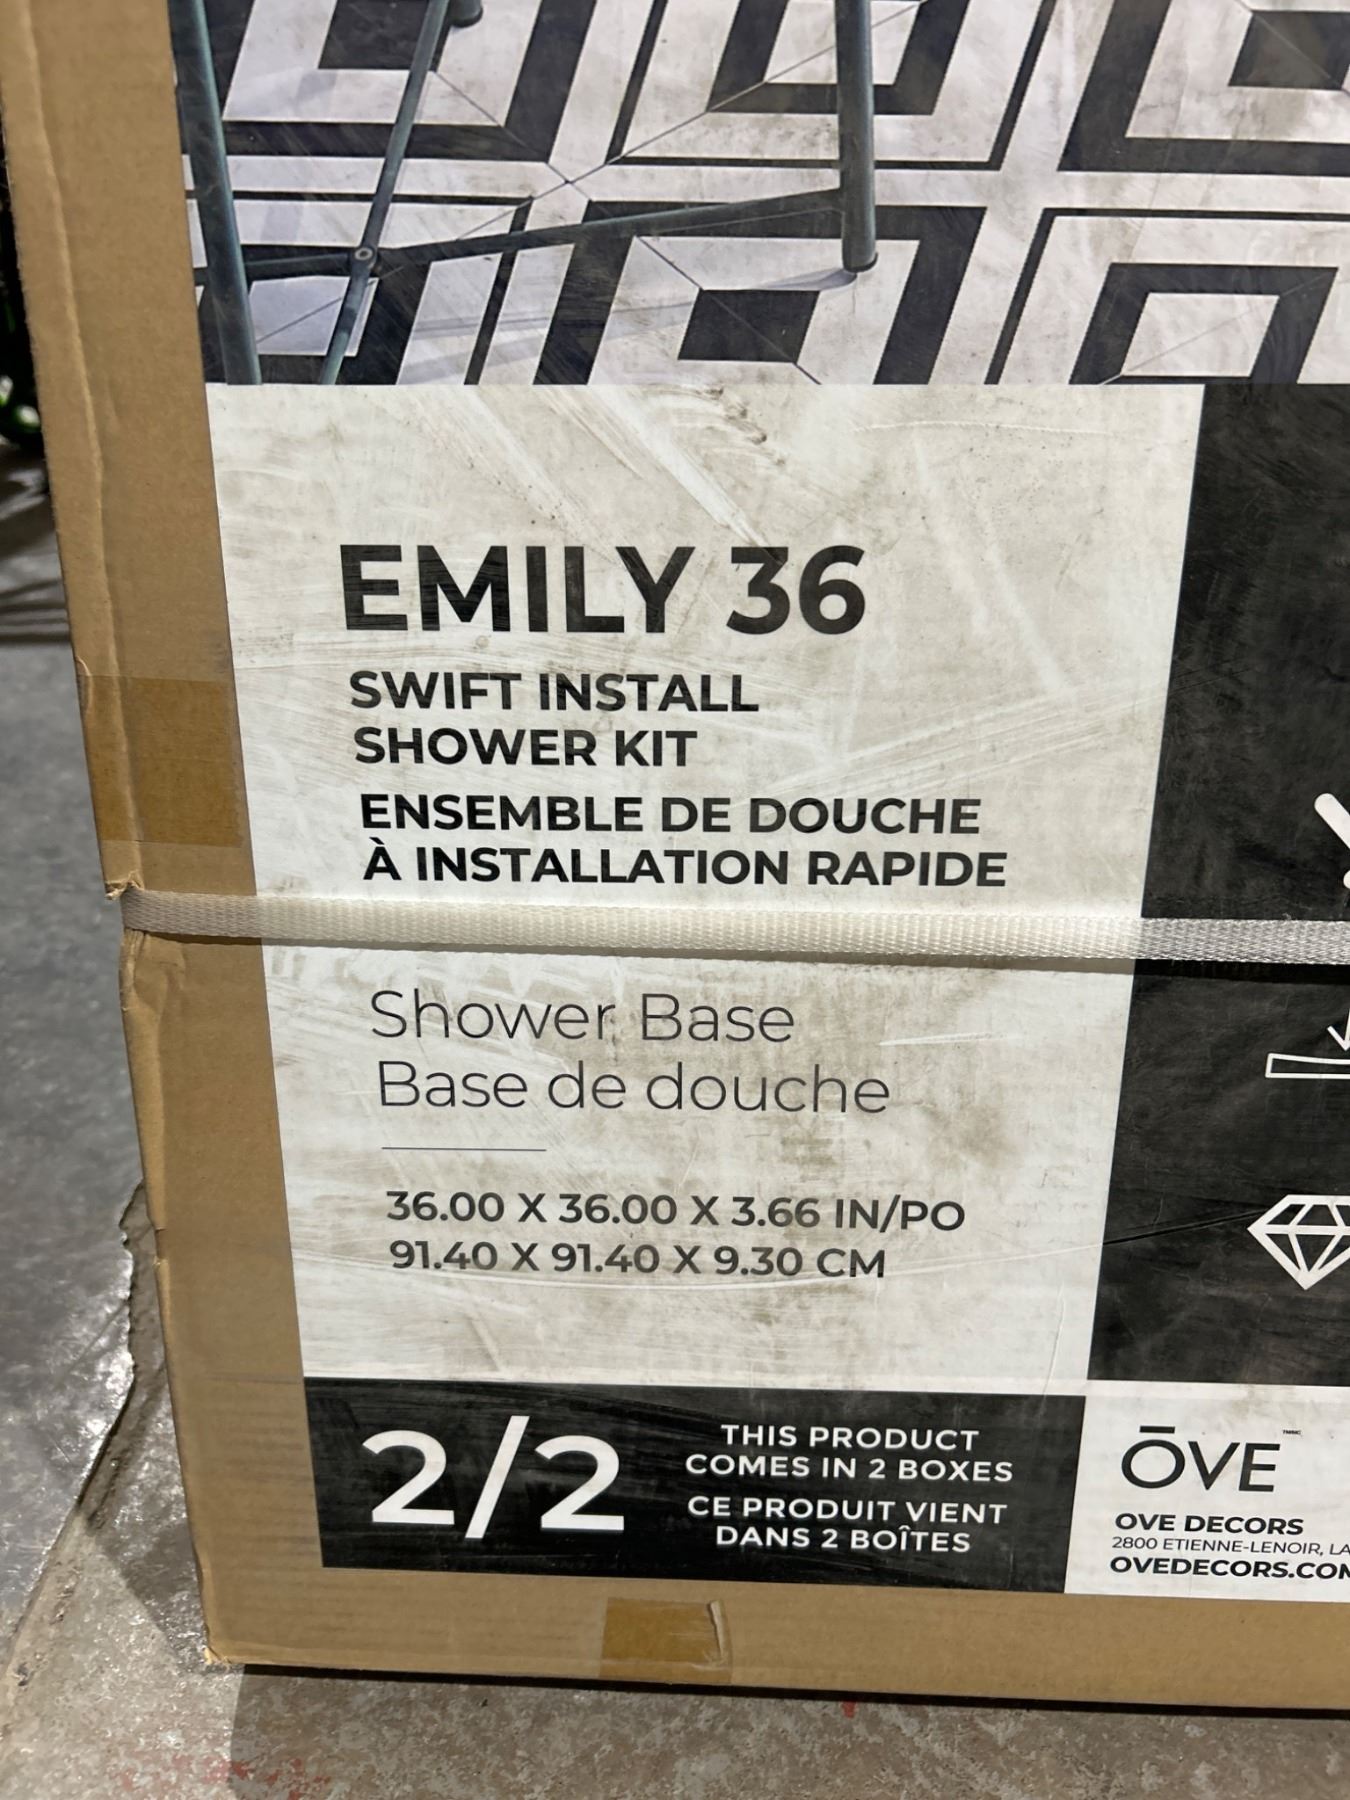 EMILY 36
SWIFT INSTALL
SHOWER KIT
ENSEMBLE DE DOUCHE
À INSTALLATION RAPIDE
Shower Base
Base de douche
36.00 X 36.00 X 3.66 IN/PO
91.40 X 91.40 X 9.30 CM
2/2
THIS PRODUCT
COMES IN 2 BOXES
CE PRODUIT VIENT
DANS 2 BOÎTES
ŌVE
OVE DECORS
2800 ETIENNE-LENOIR, LA
OVEDECORS.COM